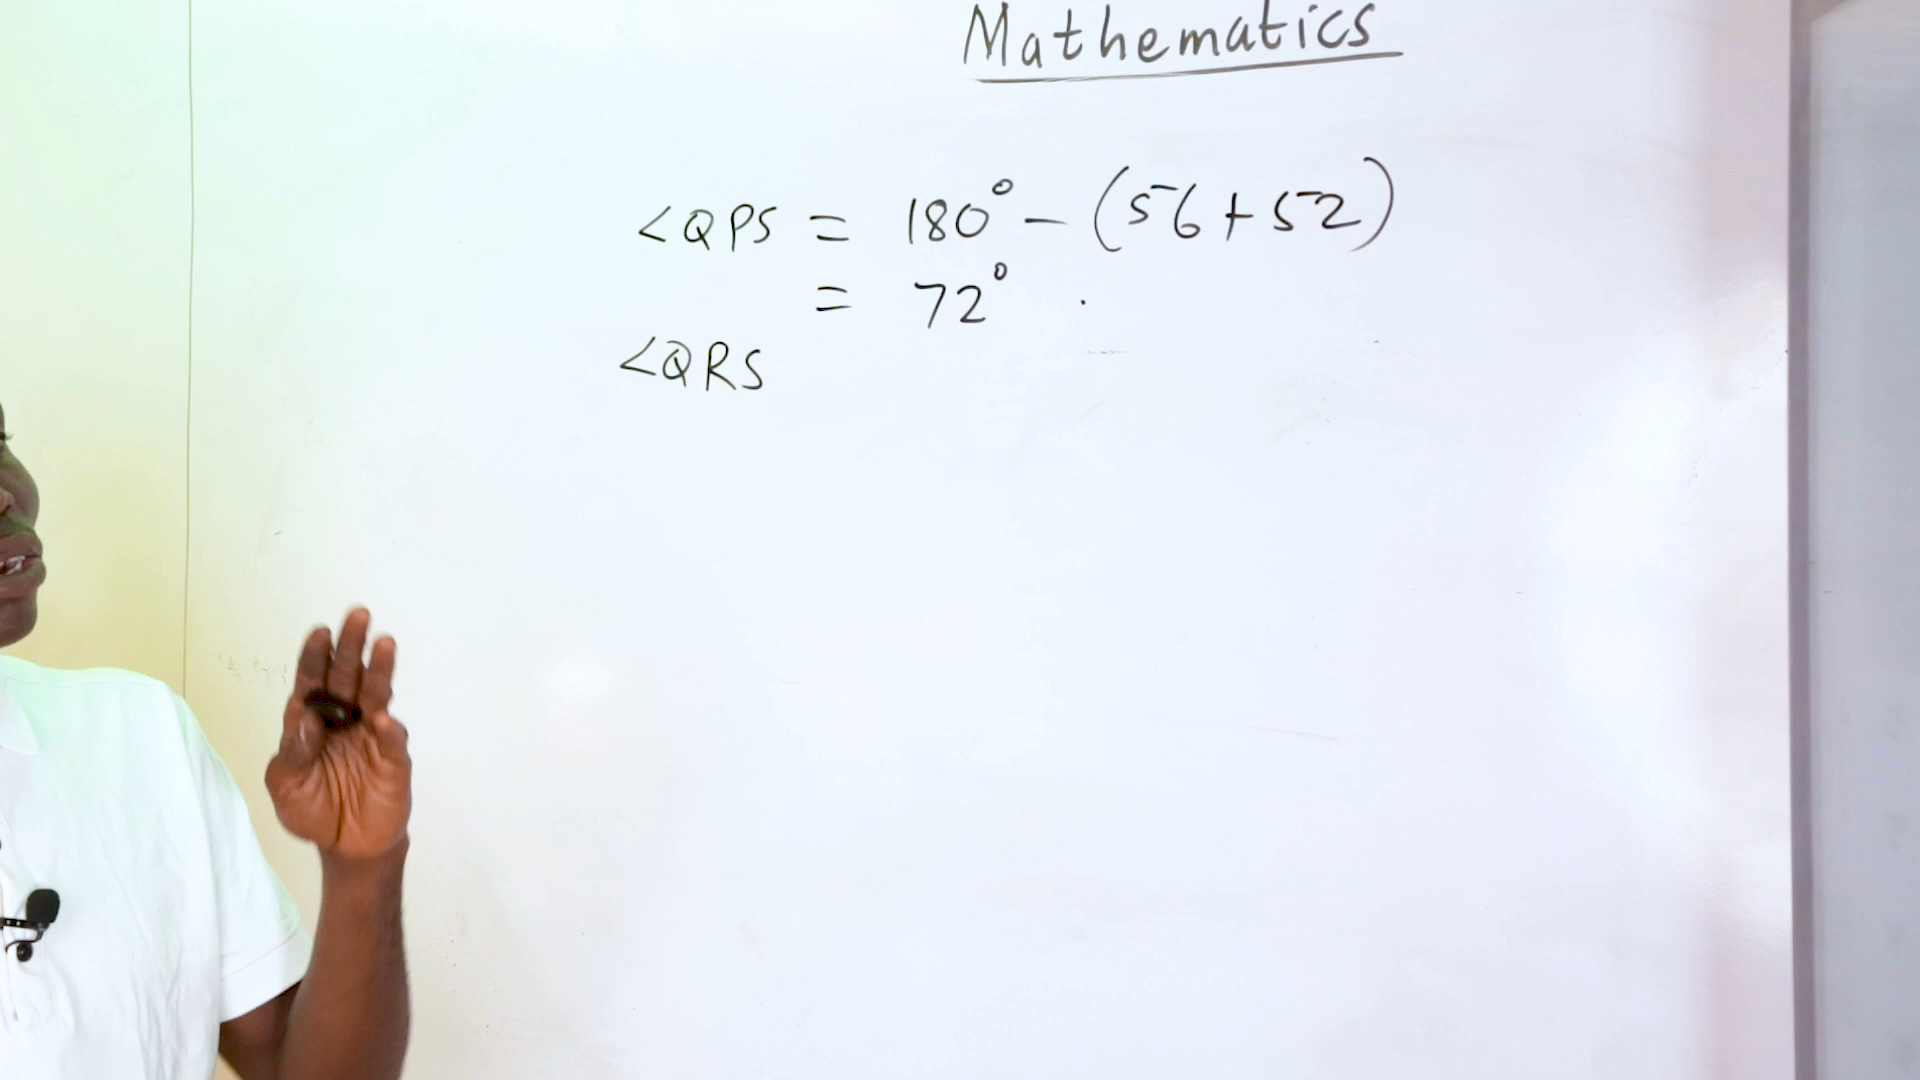 Mathematics
<QPS = 180° - (56+52)
= 72° .
<QRS